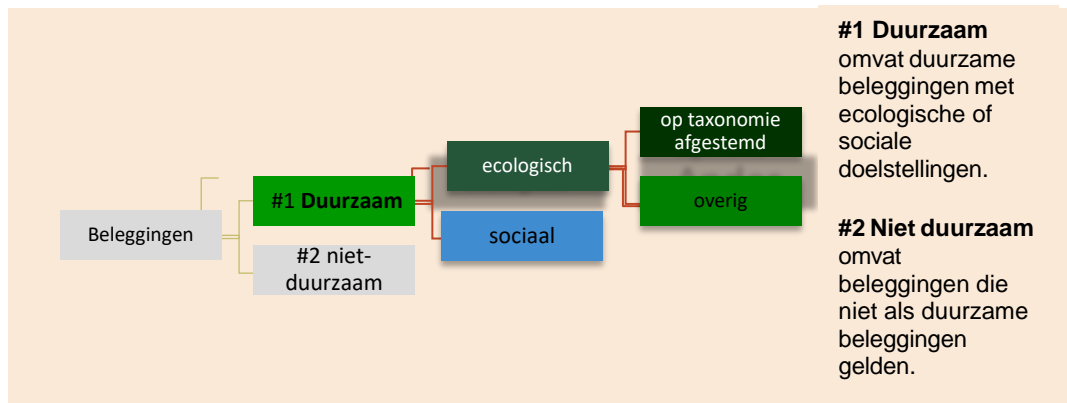 Beleggingen
#1 Duurzaam
#2 niet-
duurzaam
ecologisch
sociaal
op taxonomie
afgestemd
overig
#1 Duurzaam
omvat duurzame
beleggingen met
ecologische of
sociale
doelstellingen.
#2 Niet duurzaam
omvat
beleggingen die
niet als duurzame
beleggingen
gelden.